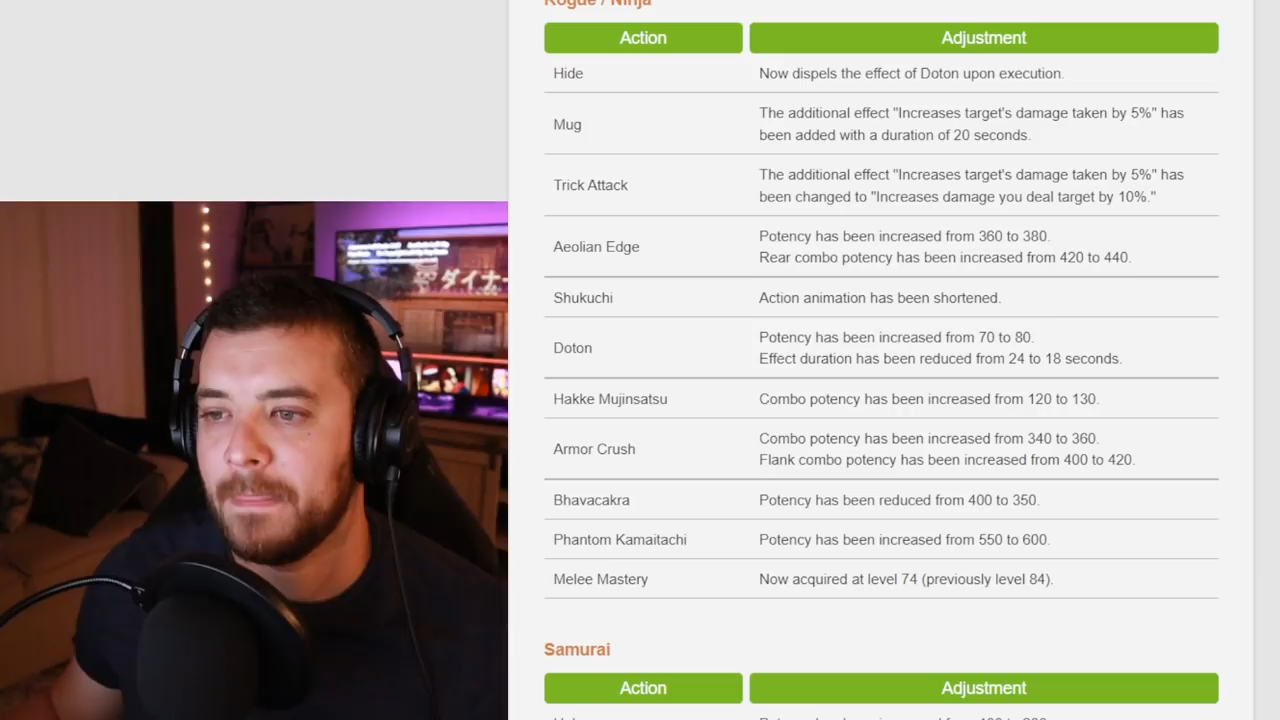 Rogue / Ninja
Action Adjustment
Hide Now dispels the effect of Doton upon execution.
Mug The additional effect "Increases target's damage taken by 5%" has
been added with a duration of 20 seconds.
Trick Attack The additional effect "Increases target's damage taken by 5%" has
been changed to "Increases damage you deal target by 10%."
Aeolian Edge Potency has been increased from 360 to 380.
Rear combo potency has been increased from 420 to 440.
Shukuchi Action animation has been shortened.
Doton Potency has been increased from 70 to 80.
Effect duration has been reduced from 24 to 18 seconds.
Hakke Mujinsatsu Combo potency has been increased from 120 to 130.
Armor Crush Combo potency has been increased from 340 to 360.
Flank combo potency has been increased from 400 to 420.
Bhavacakra Potency has been reduced from 400 to 350.
Phantom Kamaitachi Potency has been increased from 550 to 600.
Melee Mastery Now acquired at level 74 (previously level 84).
Samurai
Action Adjustment
ダイナ